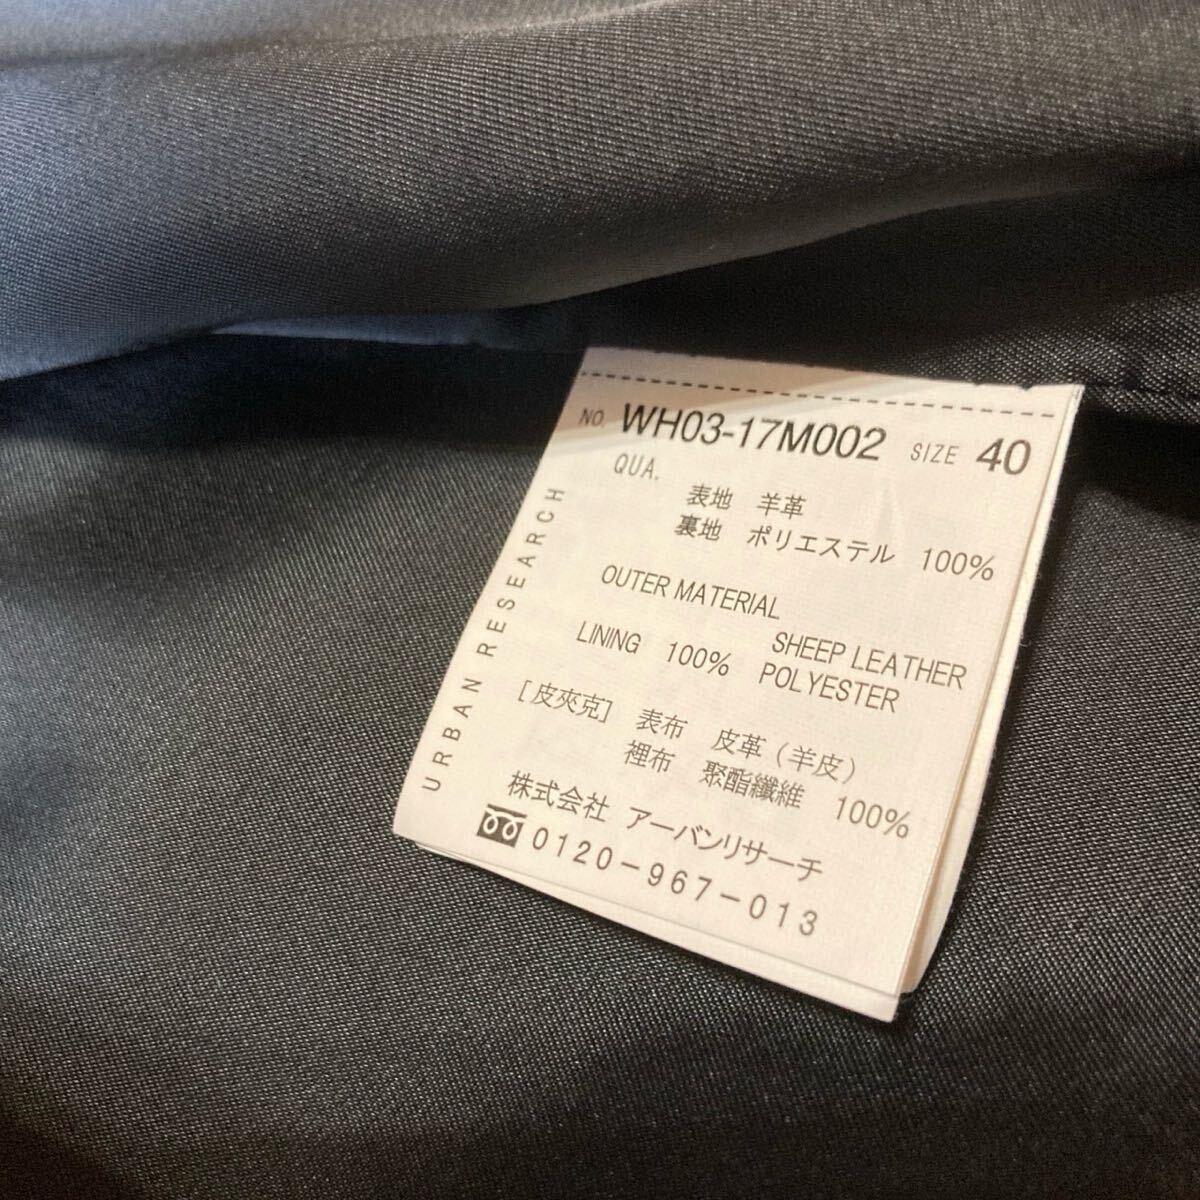 NO. WH03-17M002 SIZE 40
QUA.
表地 羊革
裏地 ポリエステル 100%
OUTER MATERIAL
SHEEP LEATHER
LINING 100% POLYESTER
[皮夾克] 表布 皮革(羊皮)
裡布 聚酯纖維 100%
株式会社 アーバンリサーチ
0120-967-013
URBAN RESEARCH